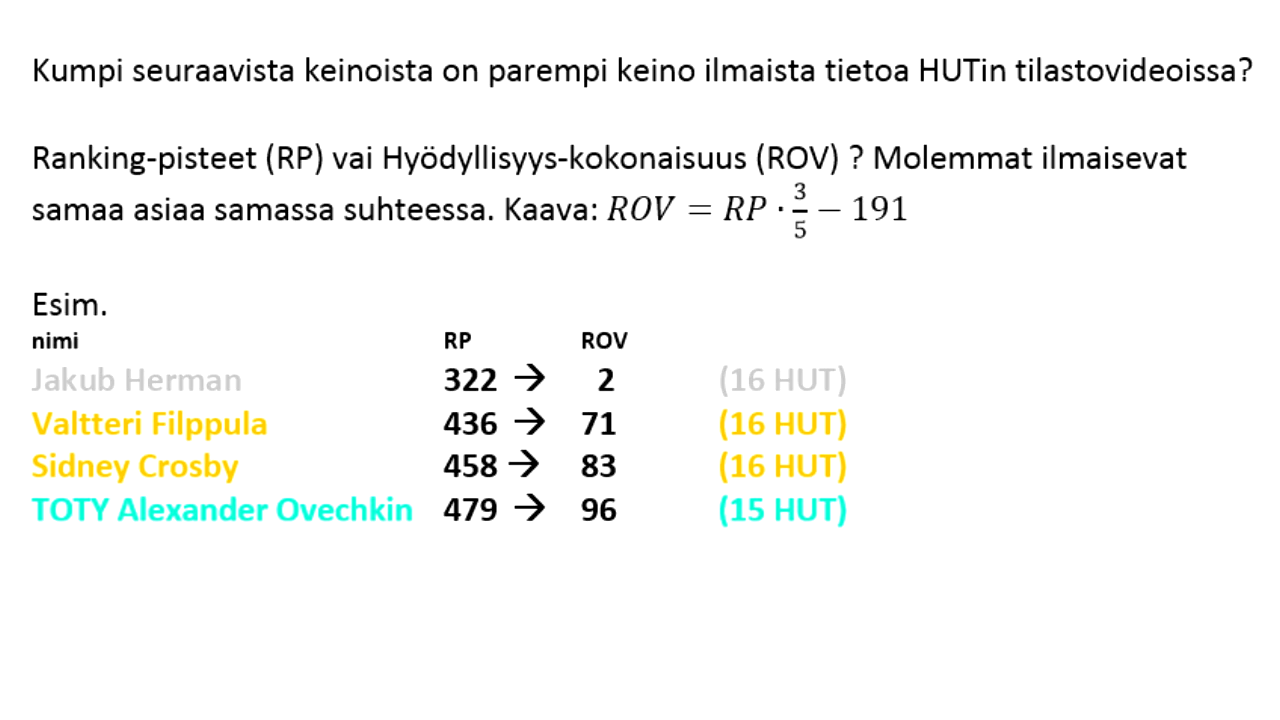 Kumpi seuraavista keinoista on parempi keino ilmaista tietoa HUTin tilastovideoissa?
Ranking-pisteet (RP) vai Hyödyllisyys-kokonaisuus (ROV) ? Molemmat ilmaisevat
samaa asiaa samassa suhteessa. Kaava: ROV = RP · 3/5 − 191
Esim.
nimi RP ROV
Jakub Herman 322 → 2 (16 HUT)
Valtteri Filppula 436 → 71 (16 HUT)
Sidney Crosby 458 → 83 (16 HUT)
TOTY Alexander Ovechkin 479 → 96 (15 HUT)